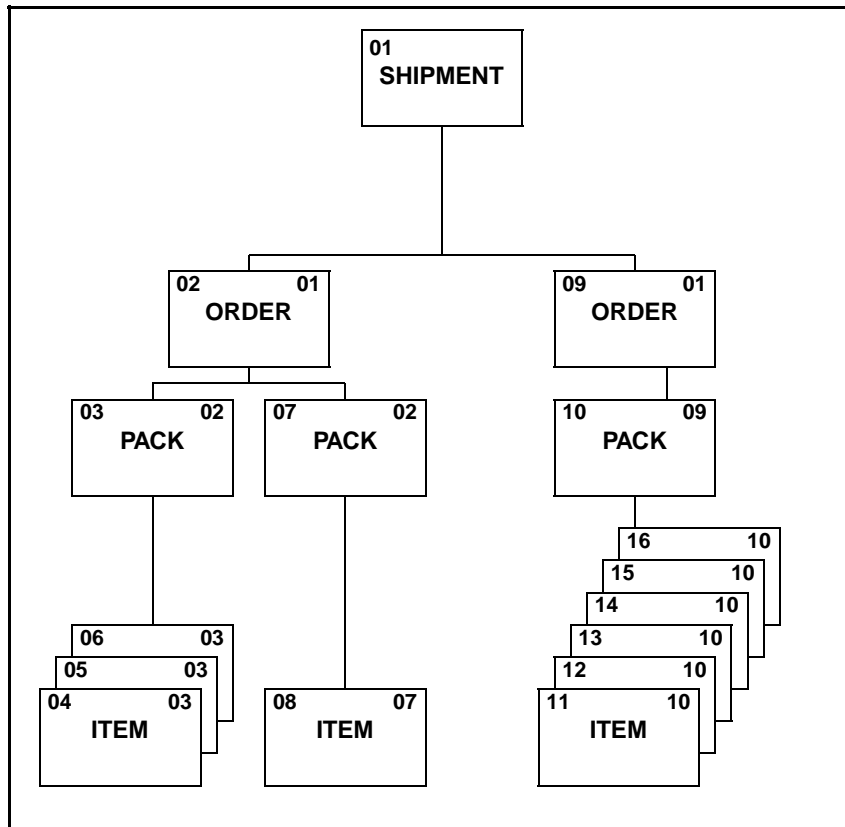 01
SHIPMENT
02 01
ORDER
09 01
ORDER
03 02
PACK
07 02
PACK
10 09
PACK
16 10
15 10
14 10
13 10
12 10
11 10
ITEM
06 03
05 03
04 03
ITEM
08 07
ITEM